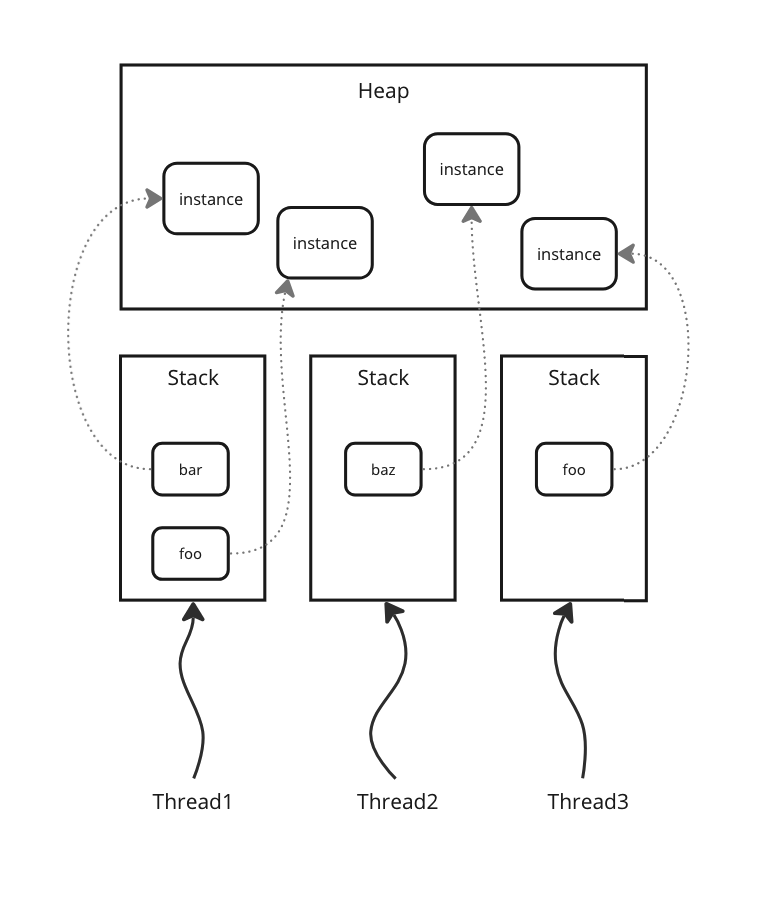 Heap
instance
instance
instance
instance
Stack
Stack
Stack
bar
baz
foo
foo
Thread1
Thread2
Thread3